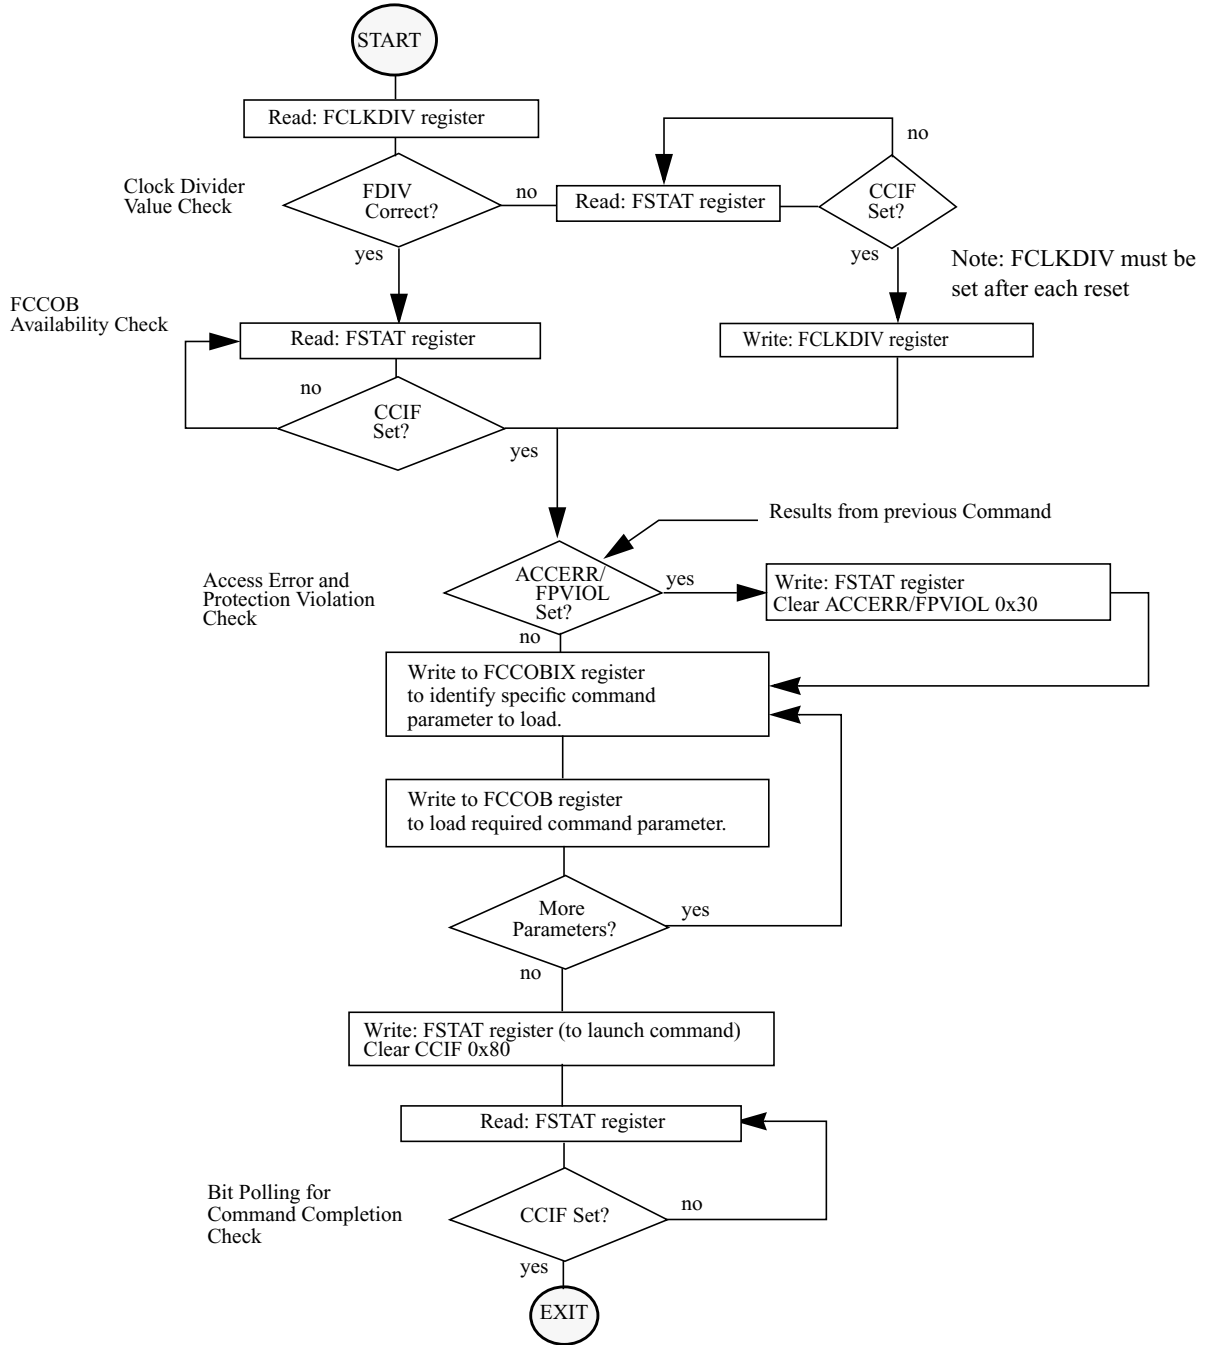 START
Read: FCLKDIV register
no
Clock Divider
Value Check
FDIV
Correct?
no
Read: FSTAT register
CCIF
Set?
yes
yes
Note: FCLKDIV must be
set after each reset
FCCOB
Availability Check
Read: FSTAT register
Write: FCLKDIV register
no
CCIF
Set?
yes
Results from previous Command
Access Error and
Protection Violation
Check
ACCERR/
FPVIOL
Set?
yes
Write: FSTAT register
Clear ACCERR/FPVIOL 0x30
no
Write to FCCOBIX register
to identify specific command
parameter to load.
Write to FCCOB register
to load required command parameter.
More
Parameters?
yes
no
Write: FSTAT register (to launch command)
Clear CCIF 0x80
Read: FSTAT register
Bit Polling for
Command Completion
Check
CCIF Set?
no
yes
EXIT